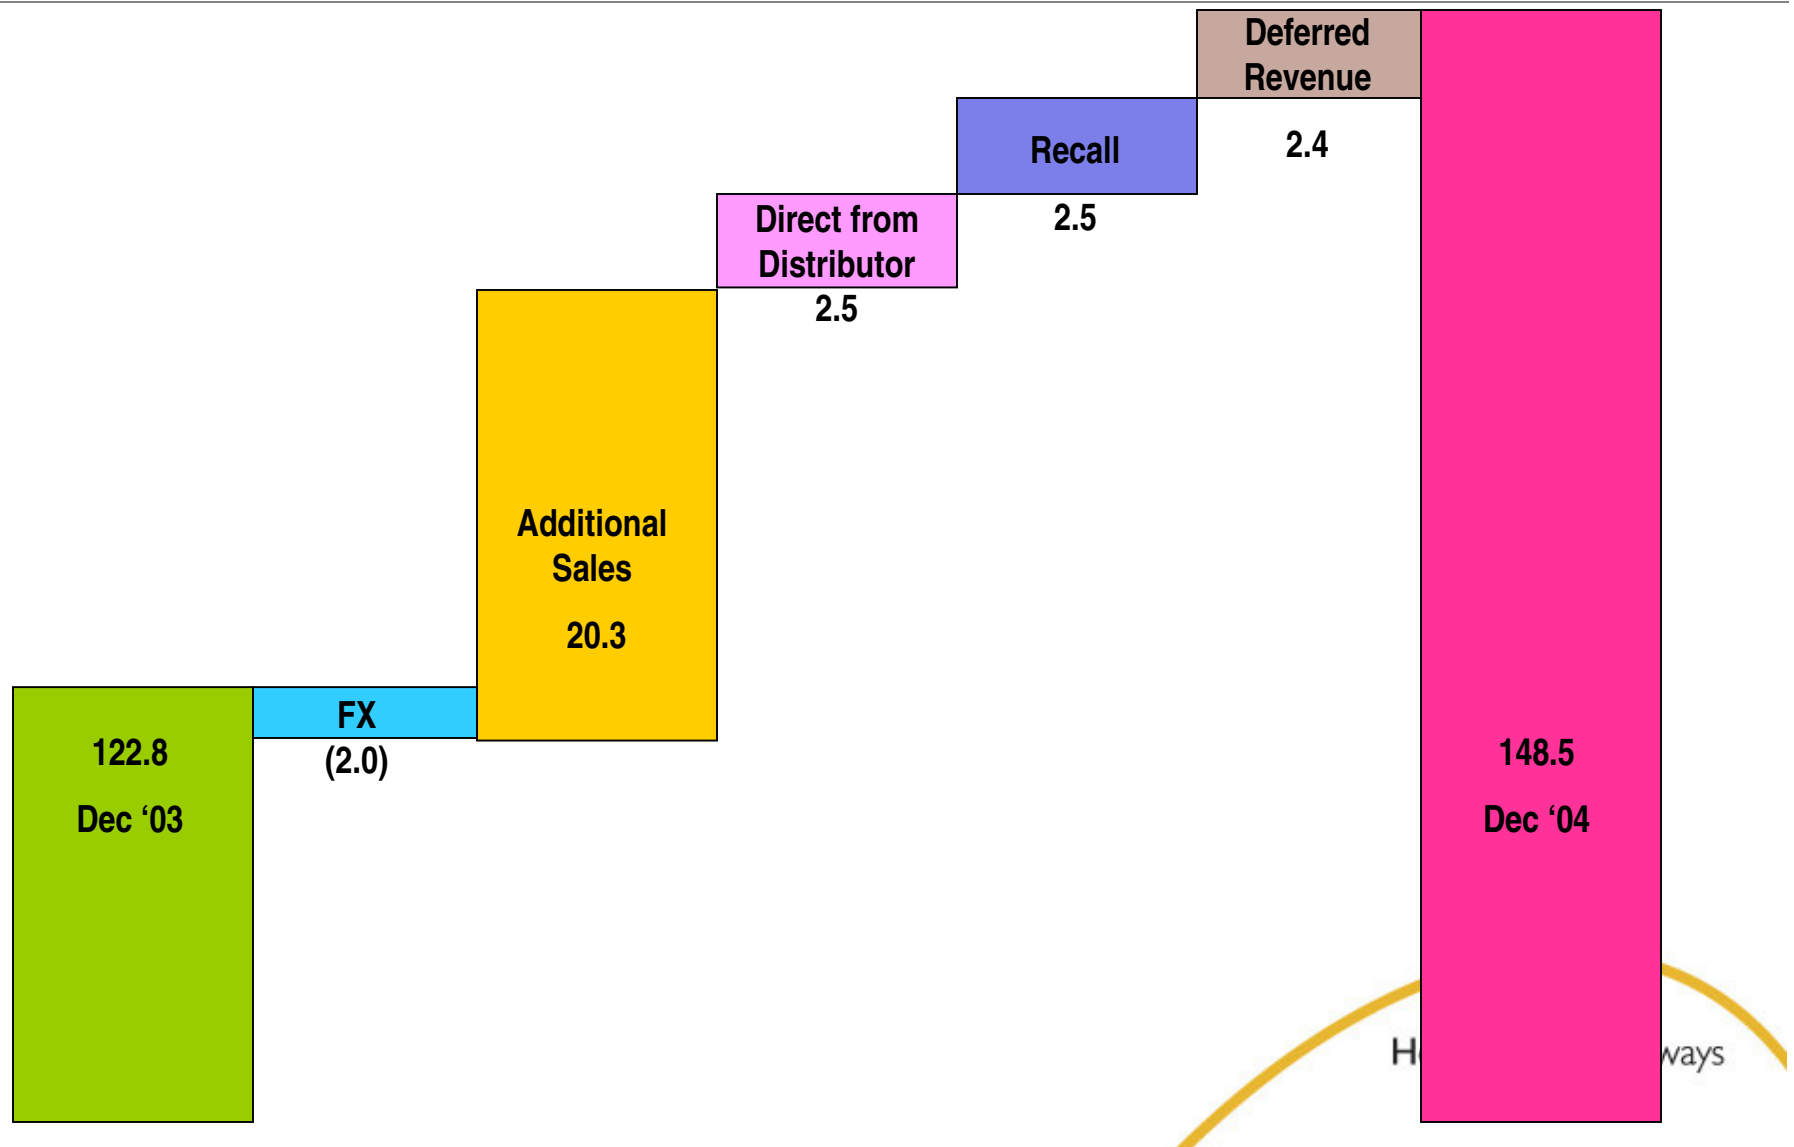 Deferred
Revenue
2.4
Recall
2.5
Direct from
Distributor
2.5
Additional
Sales
20.3
FX
(2.0)
122.8
Dec ‘03
148.5
Dec ‘04